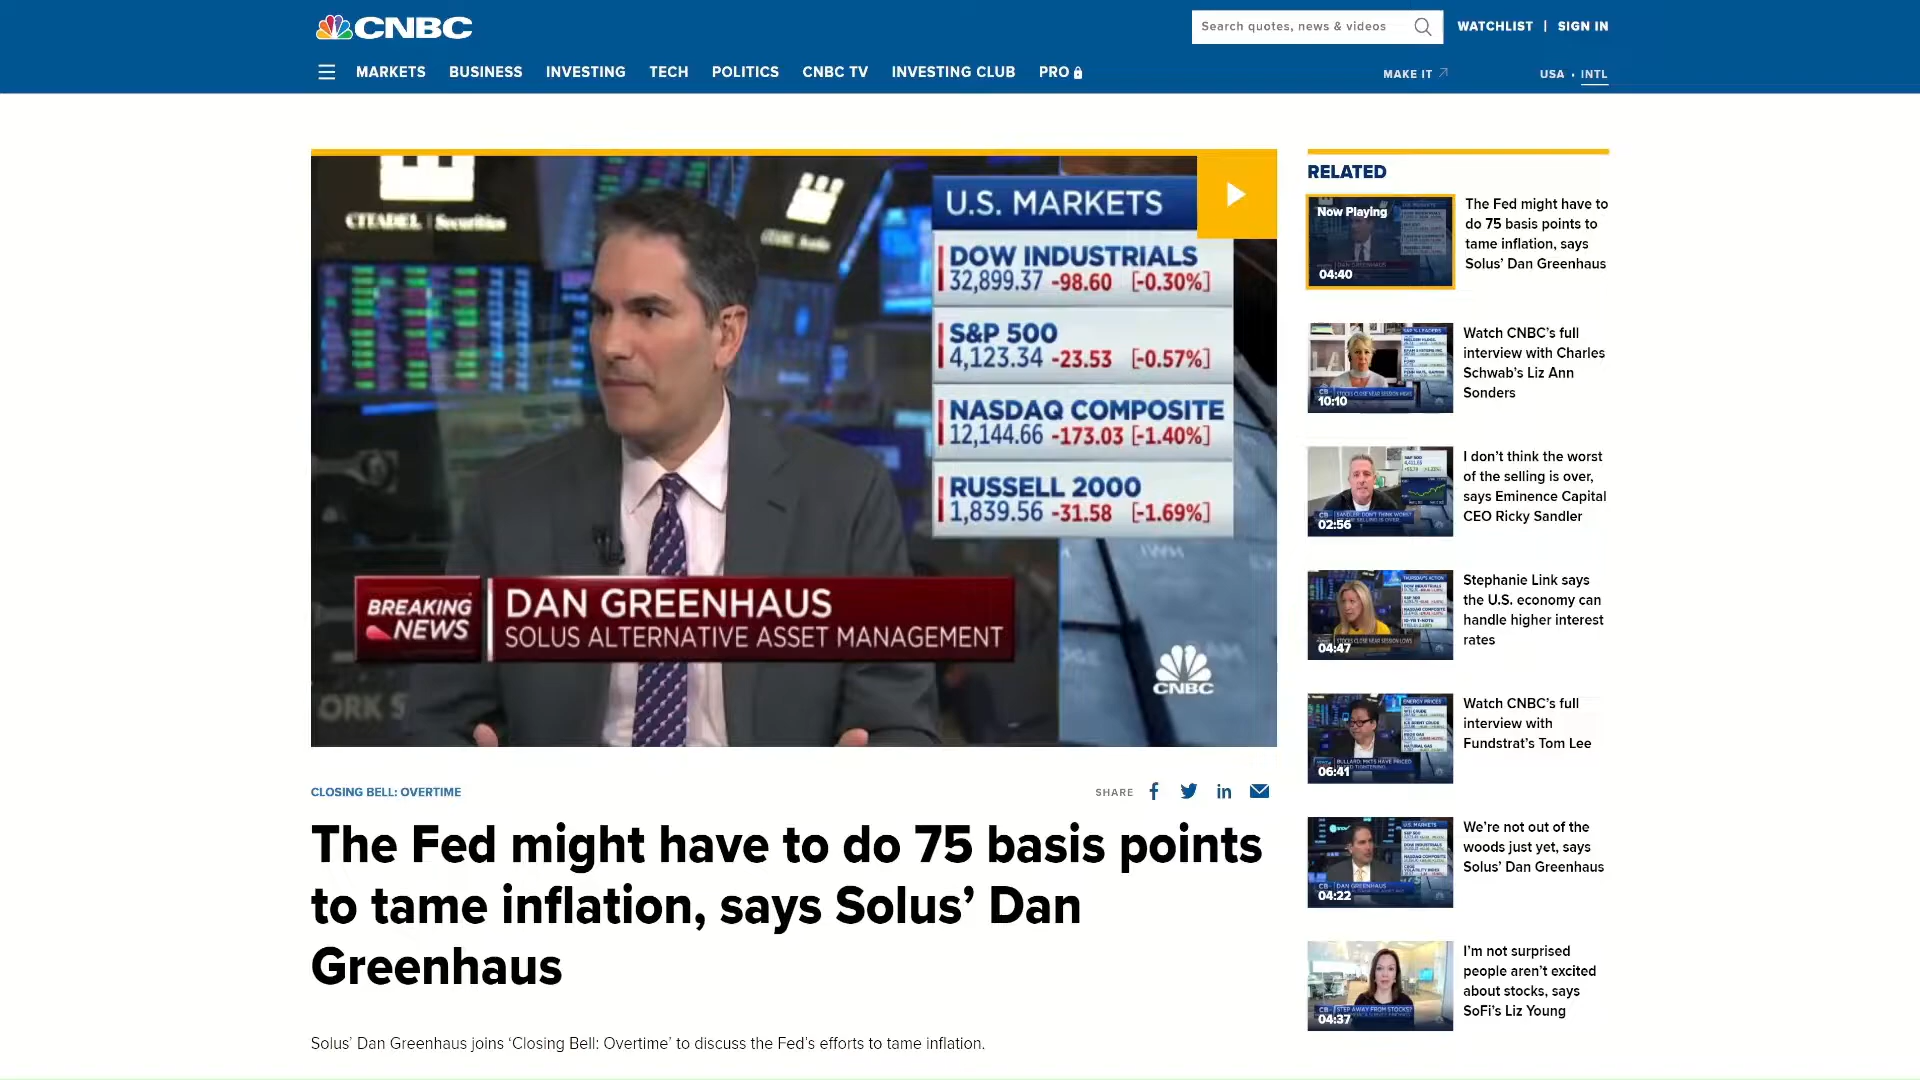 CNBC
Search quotes, news & videos
WATCHLIST | SIGN IN
MARKETS BUSINESS INVESTING TECH POLITICS CNBC TV INVESTING CLUB PRO
MAKE IT
USA • INTL
CITADEL | Securities
U.S. MARKETS
DOW INDUSTRIALS
32,899.37 -98.60 [-0.30%]
S&P 500
4,123.34 -23.53 [-0.57%]
NASDAQ COMPOSITE
12,144.66 -173.03 [-1.40%]
RUSSELL 2000
1,839.56 -31.58 [-1.69%]
BREAKING NEWS
DAN GREENHAUS
SOLUS ALTERNATIVE ASSET MANAGEMENT
CNBC
CLOSING BELL: OVERTIME
SHARE
The Fed might have to do 75 basis points
to tame inflation, says Solus’ Dan
Greenhaus
Solus’ Dan Greenhaus joins ‘Closing Bell: Overtime’ to discuss the Fed’s efforts to tame inflation.
RELATED
Now Playing
04:40
The Fed might have to
do 75 basis points to
tame inflation, says
Solus’ Dan Greenhaus
10:10
Watch CNBC’s full
interview with Charles
Schwab’s Liz Ann
Sonders
02:56
I don’t think the worst
of the selling is over,
says Eminence Capital
CEO Ricky Sandler
04:47
Stephanie Link says
the U.S. economy can
handle higher interest
rates
06:41
Watch CNBC’s full
interview with
Fundstrat’s Tom Lee
04:22
We’re not out of the
woods just yet, says
Solus’ Dan Greenhaus
04:37
I’m not surprised
people aren’t excited
about stocks, says
SoFi’s Liz Young